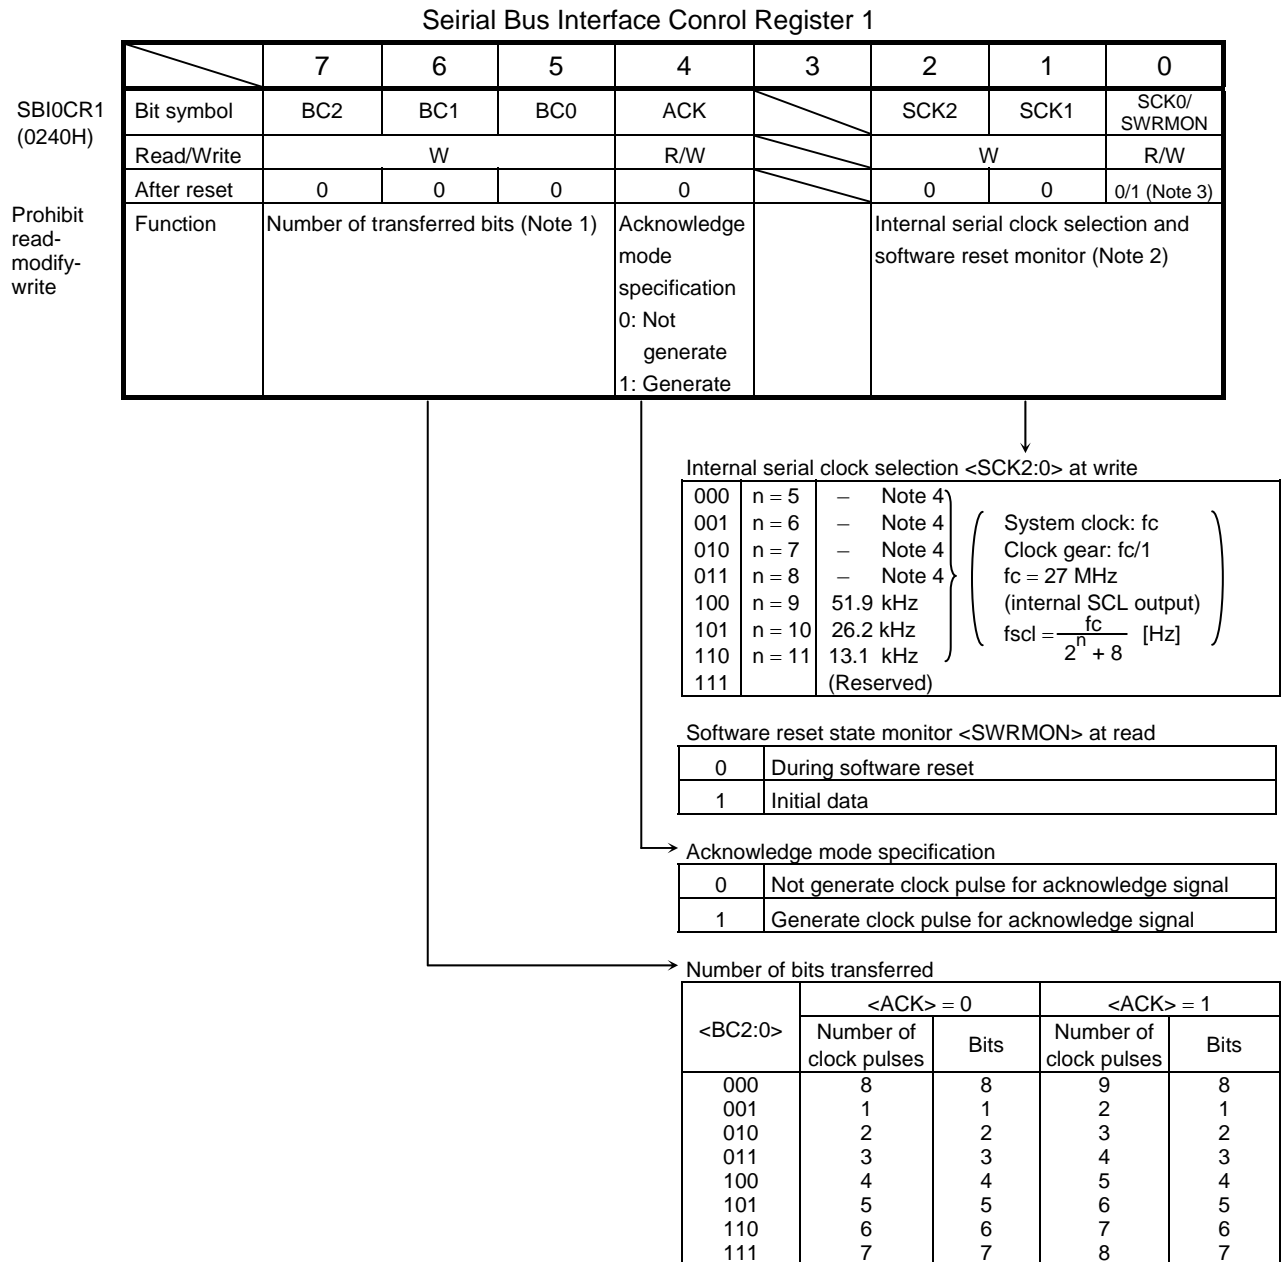 Seirial Bus Interface Conrol Register 1
7 6 5 4 3 2 1 0
SBI0CR1
(0240H)
Bit symbol BC2 BC1 BC0 ACK SCK2 SCK1 SCK0/
SWRMON
Read/Write W R/W W R/W
After reset 0 0 0 0 0 0 0/1 (Note 3)
Prohibit
read-
modify-
write
Function Number of transferred bits (Note 1)
Acknowledge
mode
specification
0: Not
generate
1: Generate
Internal serial clock selection and
software reset monitor (Note 2)
Internal serial clock selection <SCK2:0> at write
000 n = 5 – Note 4
001 n = 6 – Note 4
010 n = 7 – Note 4
011 n = 8 – Note 4
100 n = 9 51.9 kHz
101 n = 10 26.2 kHz
110 n = 11 13.1 kHz
111 (Reserved)
System clock: fc
Clock gear: fc/1
fc = 27 MHz
(internal SCL output)
fscl = fc / 2^n + 8 [Hz]
Software reset state monitor <SWRMON> at read
0 During software reset
1 Initial data
Acknowledge mode specification
0 Not generate clock pulse for acknowledge signal
1 Generate clock pulse for acknowledge signal
Number of bits transferred
<BC2:0> <ACK> = 0 <ACK> = 1
Number of
clock pulses
Bits
Number of
clock pulses
Bits
000 8 8 9 8
001 1 1 2 1
010 2 2 3 2
011 3 3 4 3
100 4 4 5 4
101 5 5 6 5
110 6 6 7 6
111 7 7 8 7